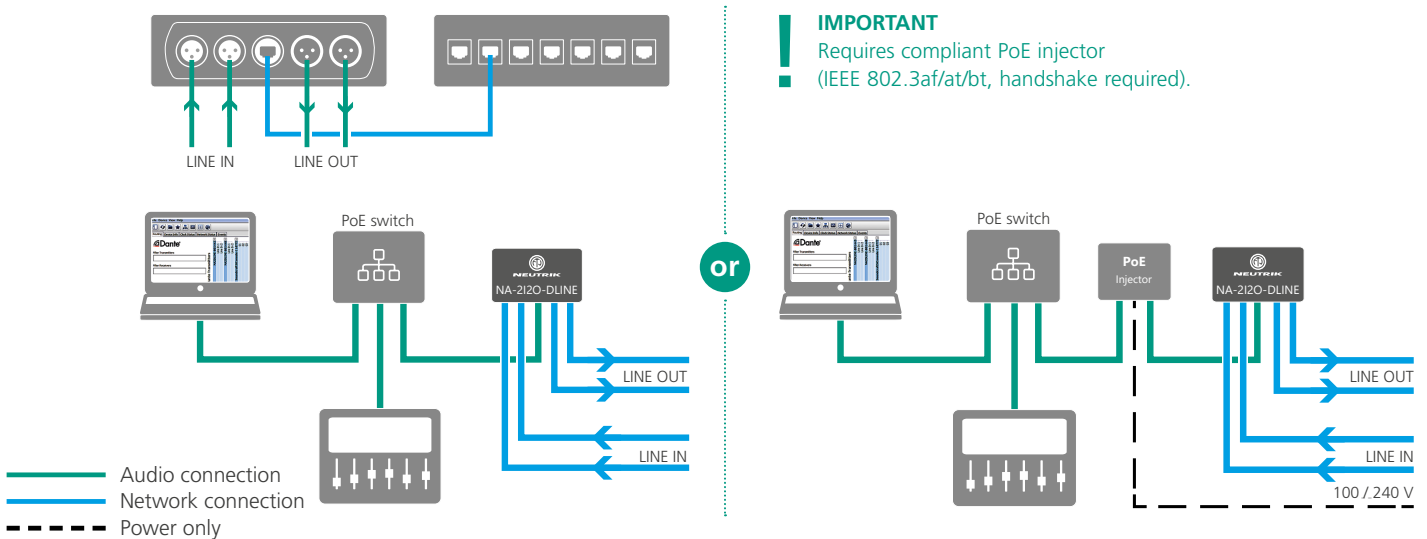 IMPORTANT
Requires compliant PoE injector
(IEEE 802.3af/at/bt, handshake required).
LINE IN
LINE OUT
Dante
PoE switch
NEUTRIK
NA-2I2O-DLINE
LINE OUT
LINE IN
or
Dante
PoE switch
PoE
Injector
NEUTRIK
NA-2I2O-DLINE
LINE OUT
LINE IN
100 / 240 V
Audio connection
Network connection
Power only